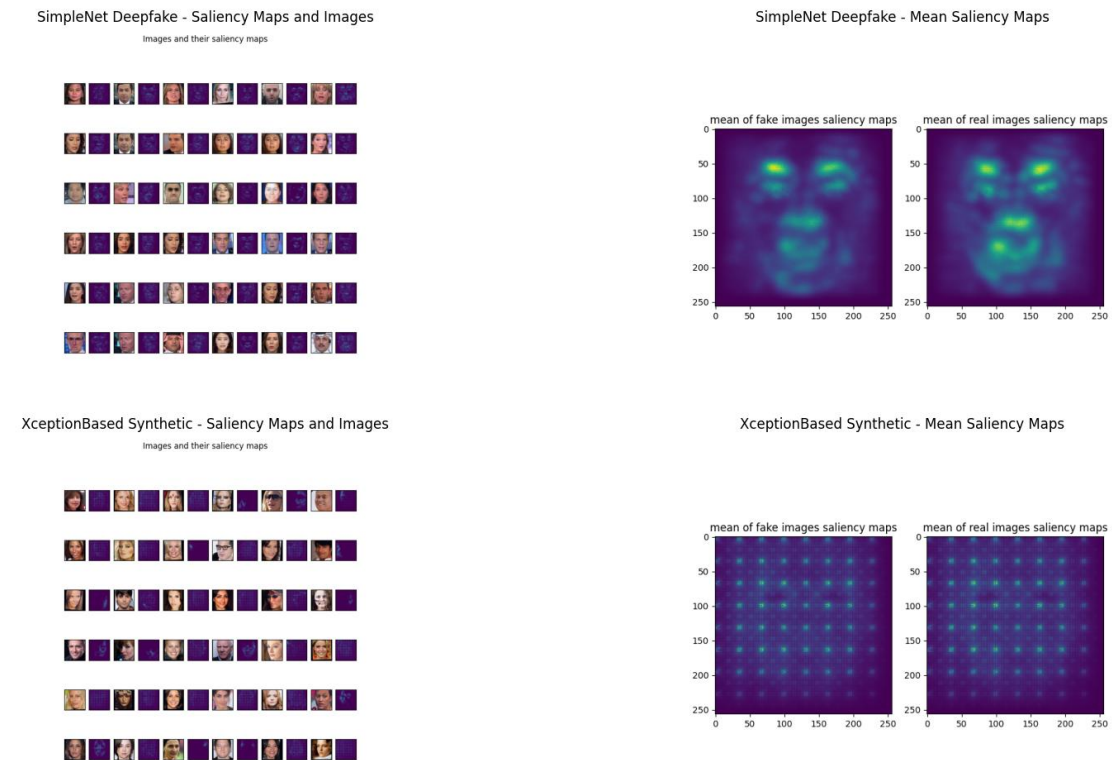 SimpleNet Deepfake - Saliency Maps and Images
Images and their saliency maps
SimpleNet Deepfake - Mean Saliency Maps
mean of fake images saliency maps
0
50
100
150
200
250
0 50 100 150 200 250
mean of real images saliency maps
0
50
100
150
200
250
0 50 100 150 200 250
XceptionBased Synthetic - Saliency Maps and Images
Images and their saliency maps
XceptionBased Synthetic - Mean Saliency Maps
mean of fake images saliency maps
0
50
100
150
200
250
0 50 100 150 200 250
mean of real images saliency maps
0
50
100
150
200
250
0 50 100 150 200 250